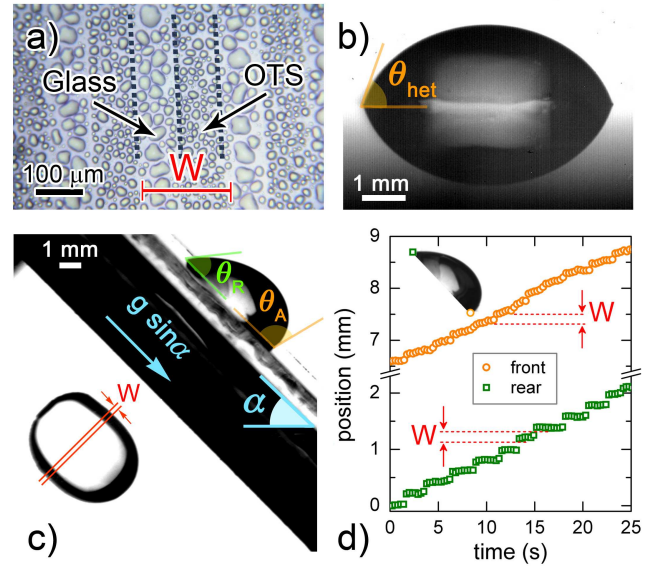 a)
Glass
OTS
W
100 μm
b)
θhet
1 mm
c)
1 mm
θR
θA
g sinα
α
W
d)
position (mm)
9
8
7
2
1
0
W
front
rear
W
0 5 10 15 20 25
time (s)